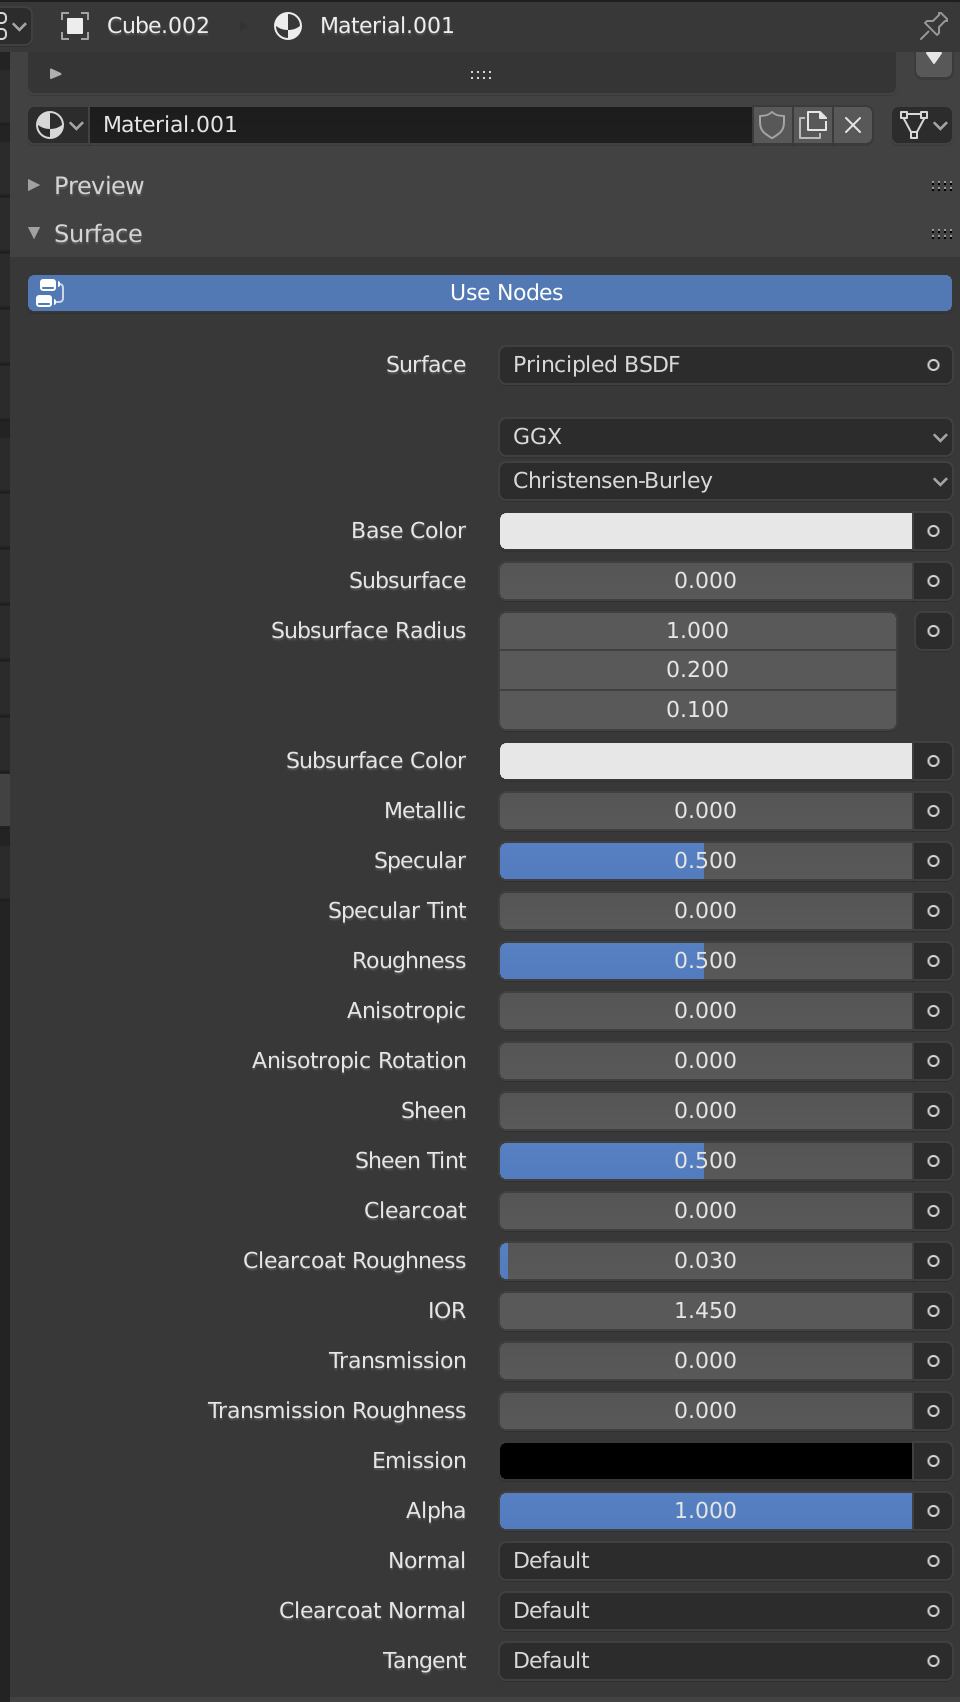 Cube.002 Material.001
Material.001
Preview
Surface
Use Nodes
Surface Principled BSDF
GGX
Christensen-Burley
Base Color
Subsurface 0.000
Subsurface Radius 1.000
0.200
0.100
Subsurface Color
Metallic 0.000
Specular 0.500
Specular Tint 0.000
Roughness 0.500
Anisotropic 0.000
Anisotropic Rotation 0.000
Sheen 0.000
Sheen Tint 0.500
Clearcoat 0.000
Clearcoat Roughness 0.030
IOR 1.450
Transmission 0.000
Transmission Roughness 0.000
Emission
Alpha 1.000
Normal Default
Clearcoat Normal Default
Tangent Default